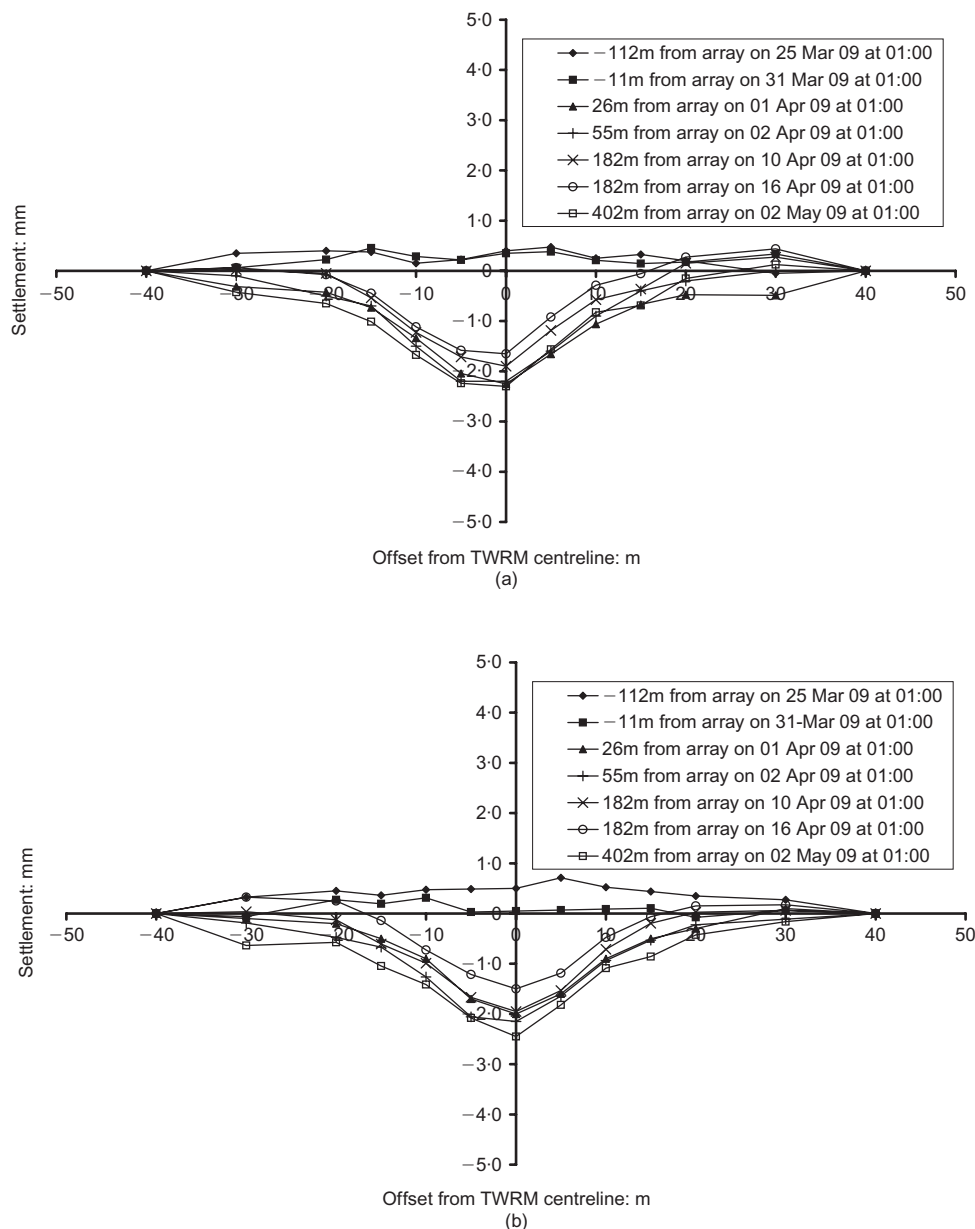 5·0
4·0
3·0
2·0
1·0
0
−1·0
−2·0
−3·0
−4·0
−5·0
−50 −40 −30 −20 −10 0 10 20 30 40 50
Settlement: mm
−112m from array on 25 Mar 09 at 01:00
−11m from array on 31 Mar 09 at 01:00
26m from array on 01 Apr 09 at 01:00
55m from array on 02 Apr 09 at 01:00
182m from array on 10 Apr 09 at 01:00
182m from array on 16 Apr 09 at 01:00
402m from array on 02 May 09 at 01:00
Offset from TWRM centreline: m
(a)
5·0
4·0
3·0
2·0
1·0
0
−1·0
−2·0
−3·0
−4·0
−5·0
−50 −40 −30 −20 −10 0 10 20 30 40 50
Settlement: mm
−112m from array on 25 Mar 09 at 01:00
−11m from array on 31-Mar 09 at 01:00
26m from array on 01 Apr 09 at 01:00
55m from array on 02 Apr 09 at 01:00
182m from array on 10 Apr 09 at 01:00
182m from array on 16 Apr 09 at 01:00
402m from array on 02 May 09 at 01:00
Offset from TWRM centreline: m
(b)